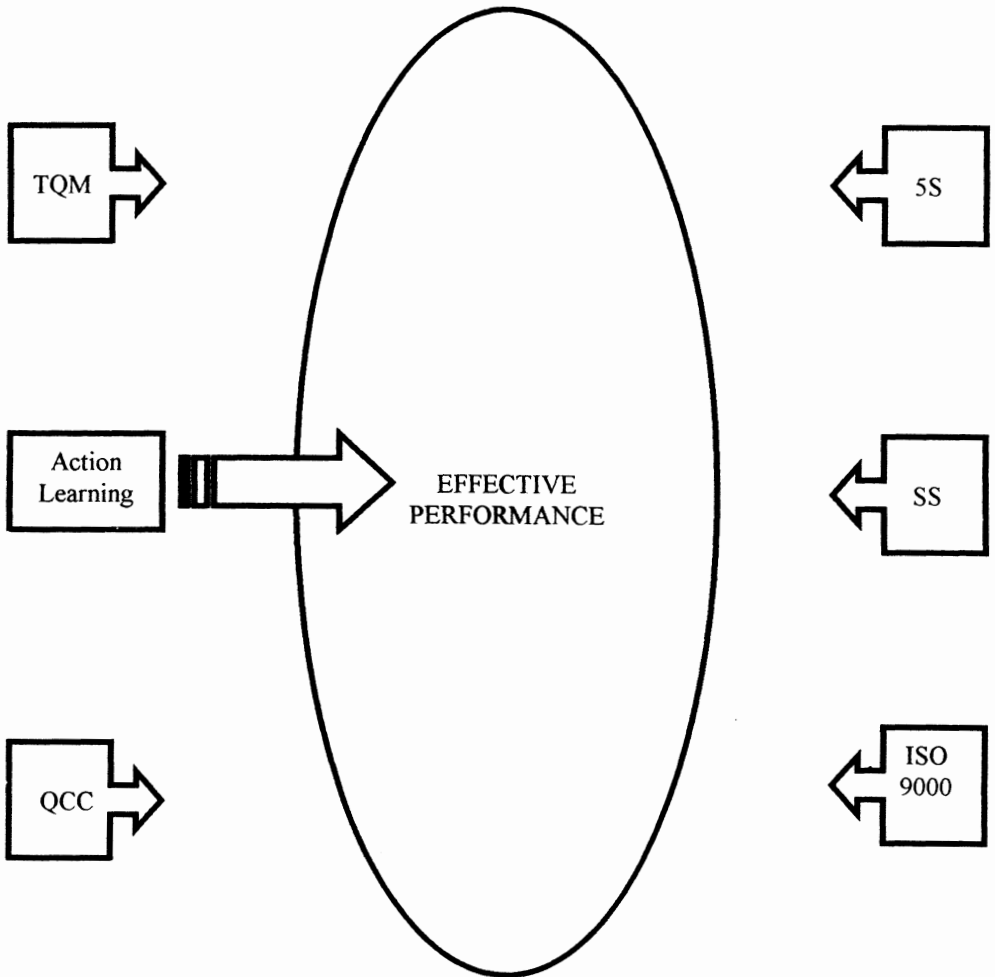 TQM
5S
Action
Learning
EFFECTIVE
PERFORMANCE
SS
QCC
ISO
9000